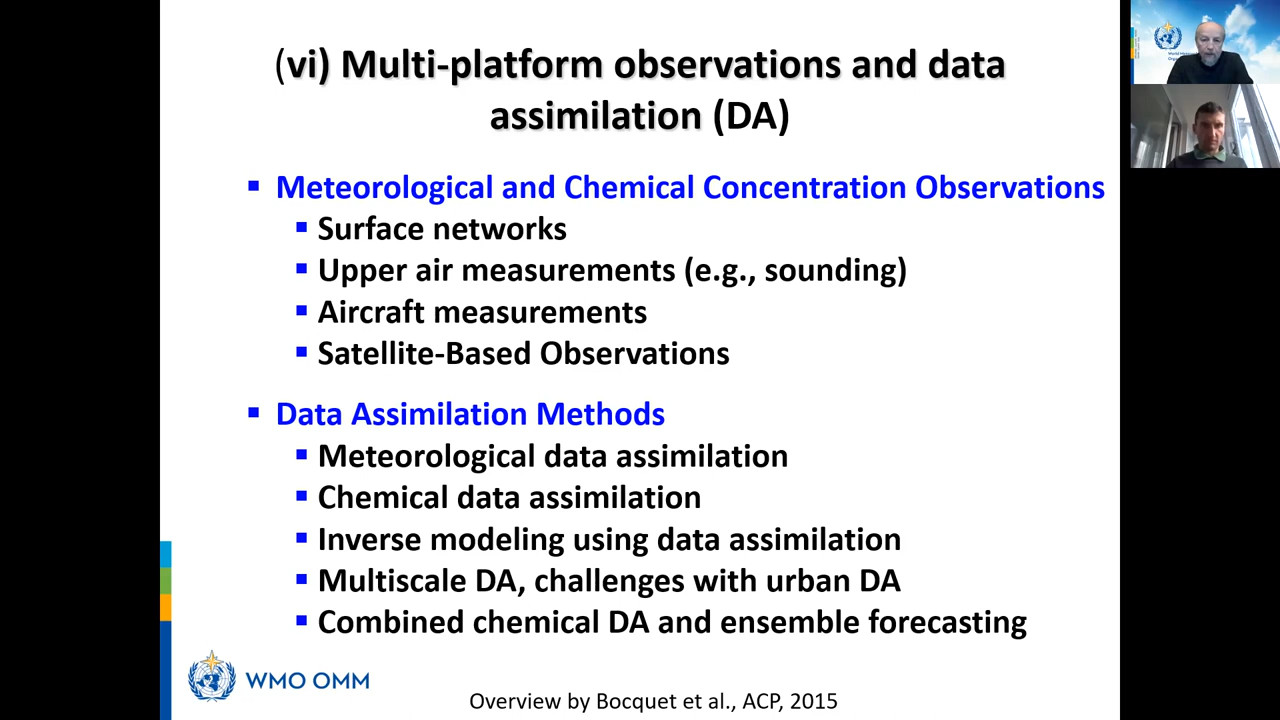 (vi) Multi-platform observations and data
assimilation (DA)
▪ Meteorological and Chemical Concentration Observations
▪ Surface networks
▪ Upper air measurements (e.g., sounding)
▪ Aircraft measurements
▪ Satellite-Based Observations
▪ Data Assimilation Methods
▪ Meteorological data assimilation
▪ Chemical data assimilation
▪ Inverse modeling using data assimilation
▪ Multiscale DA, challenges with urban DA
▪ Combined chemical DA and ensemble forecasting
WMO OMM
Overview by Bocquet et al., ACP, 2015